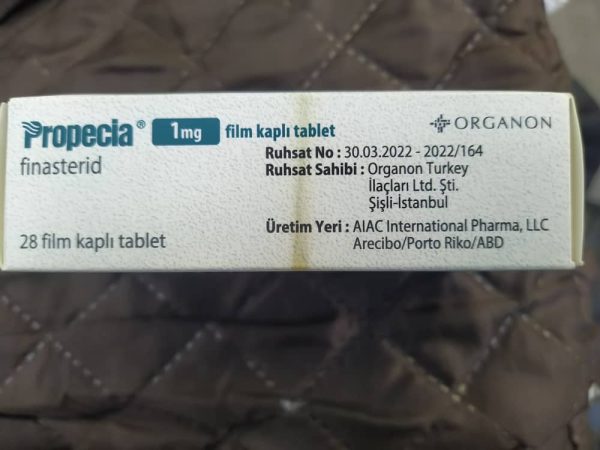 Propecia® 1mg film kaplı tablet
finasterid
28 film kaplı tablet
ORGANON
Ruhsat No : 30.03.2022 - 2022/164
Ruhsat Sahibi : Organon Turkey
İlaçları Ltd. Şti.
Şişli-İstanbul
Üretim Yeri : AIAC International Pharma, LLC
Arecibo/Porto Riko/ABD